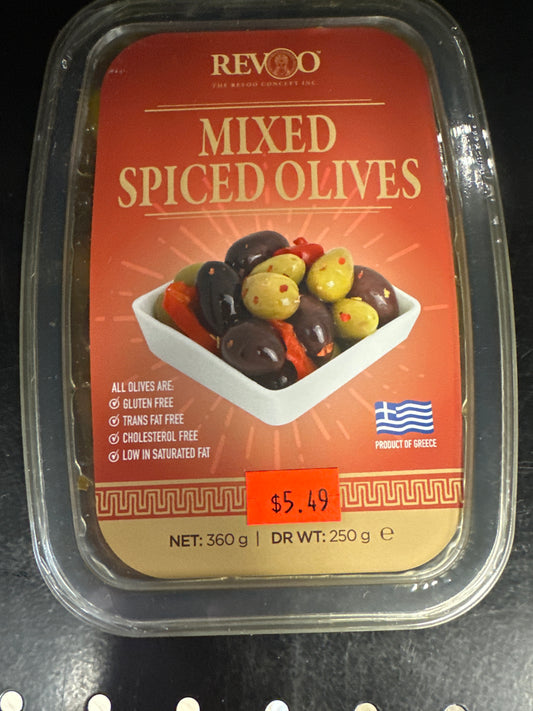 REVOO™
THE REVOO CONCEPT INC.
MIXED
SPICED OLIVES
ALL OLIVES ARE:
GLUTEN FREE
TRANS FAT FREE
CHOLESTEROL FREE
LOW IN SATURATED FAT
PRODUCT OF GREECE
$5.49
NET: 360 g | DR WT: 250 g ℮